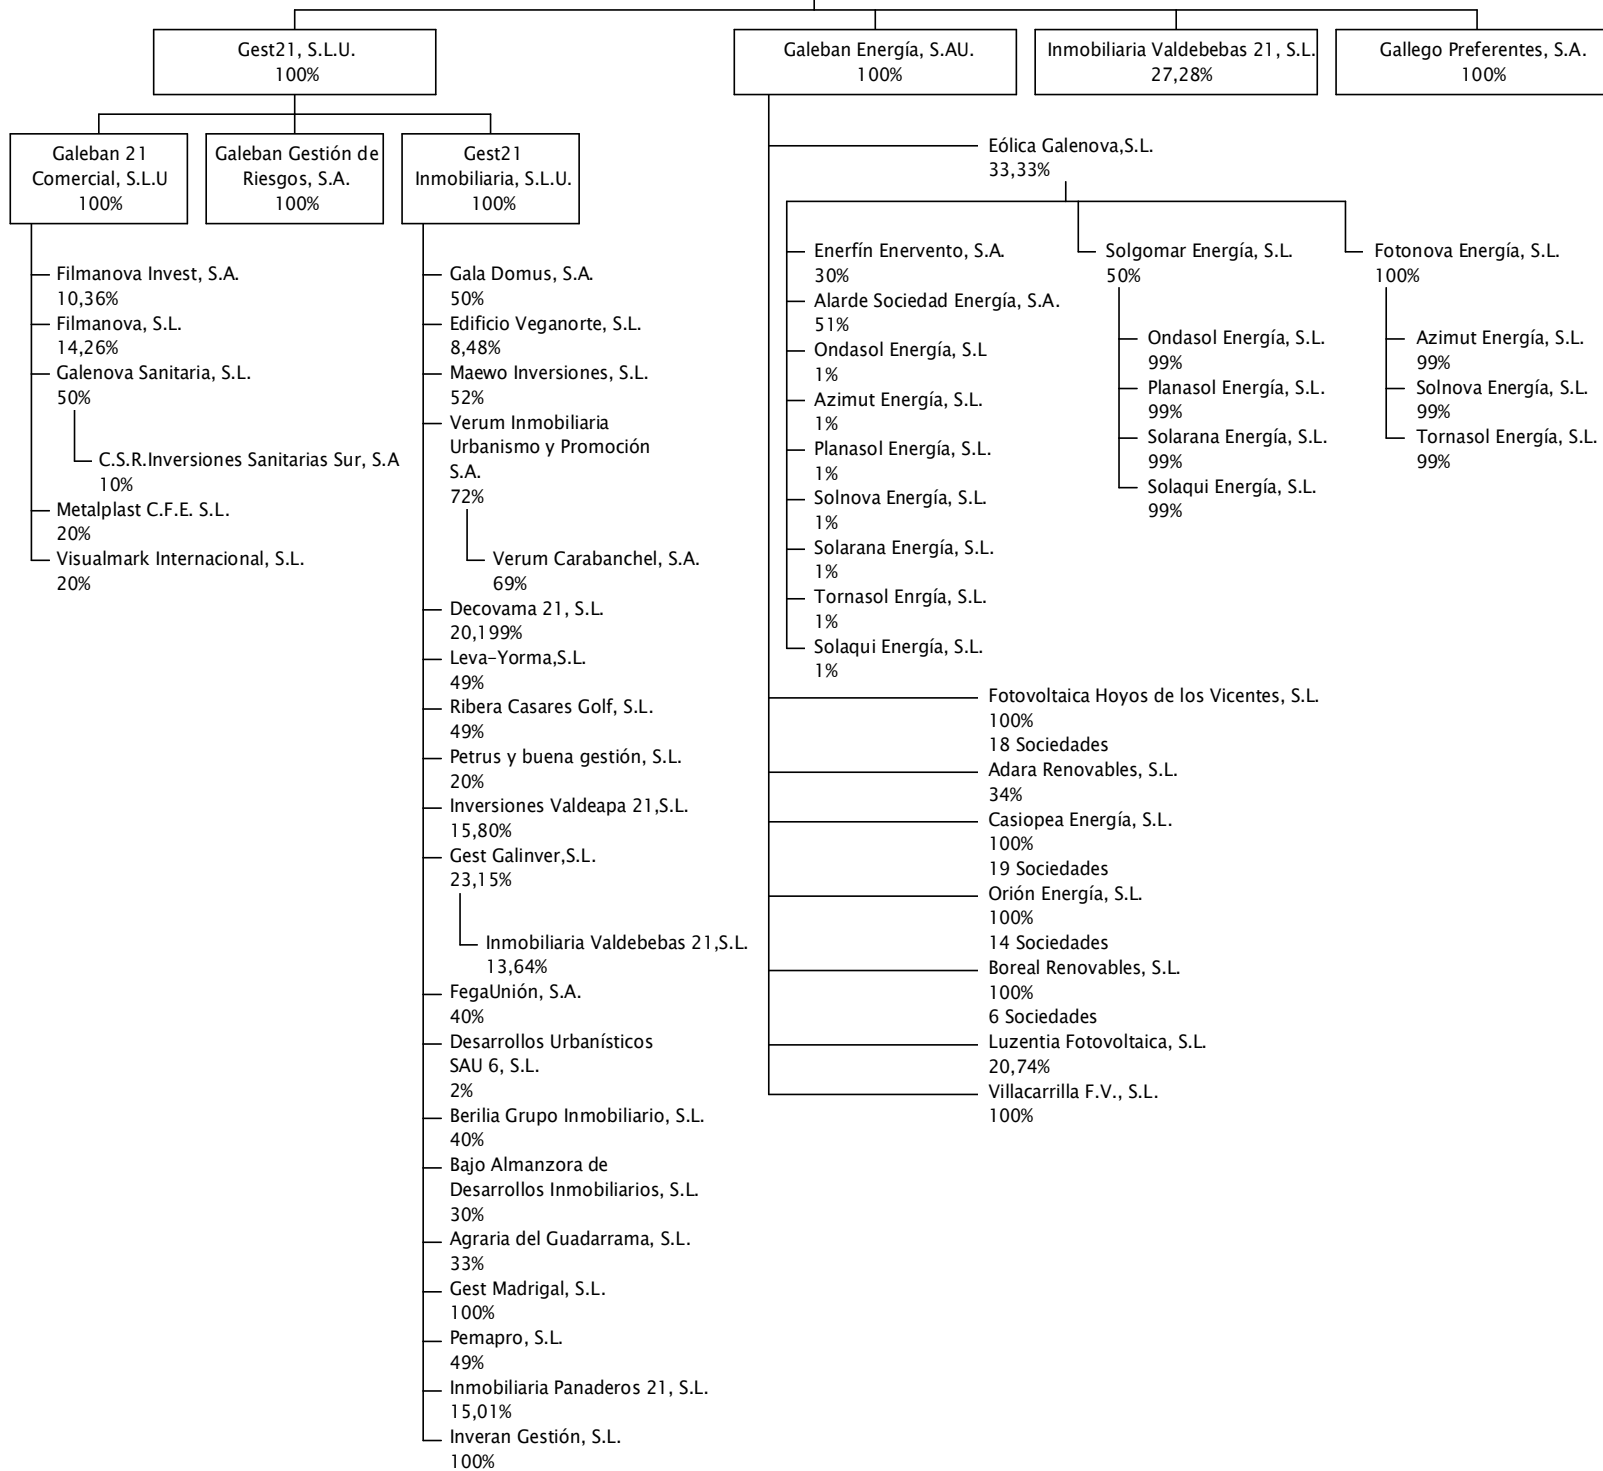 Gest21, S.L.U.
100%
Galeban Energía, S.AU.
100%
Inmobiliaria Valdebebas 21, S.L.
27,28%
Gallego Preferentes, S.A.
100%
Galeban 21
Comercial, S.L.U
100%
Galeban Gestión de
Riesgos, S.A.
100%
Gest21
Inmobiliaria, S.L.U.
100%
Filmanova Invest, S.A.
10,36%
Filmanova, S.L.
14,26%
Galenova Sanitaria, S.L.
50%
C.S.R.Inversiones Sanitarias Sur, S.A
10%
Metalplast C.F.E. S.L.
20%
Visualmark Internacional, S.L.
20%
Gala Domus, S.A.
50%
Edificio Veganorte, S.L.
8,48%
Maewo Inversiones, S.L.
52%
Verum Inmobiliaria
Urbanismo y Promoción
S.A.
72%
Verum Carabanchel, S.A.
69%
Decovama 21, S.L.
20,199%
Leva-Yorma,S.L.
49%
Ribera Casares Golf, S.L.
49%
Petrus y buena gestión, S.L.
20%
Inversiones Valdeapa 21,S.L.
15,80%
Gest Galinver,S.L.
23,15%
Inmobiliaria Valdebebas 21,S.L.
13,64%
FegaUnión, S.A.
40%
Desarrollos Urbanísticos
SAU 6, S.L.
2%
Berilia Grupo Inmobiliario, S.L.
40%
Bajo Almanzora de
Desarrollos Inmobiliarios, S.L.
30%
Agraria del Guadarrama, S.L.
33%
Gest Madrigal, S.L.
100%
Pemapro, S.L.
49%
Inmobiliaria Panaderos 21, S.L.
15,01%
Inveran Gestión, S.L.
100%
Eólica Galenova,S.L.
33,33%
Enerfín Enervento, S.A.
30%
Alarde Sociedad Energía, S.A.
51%
Ondasol Energía, S.L
1%
Azimut Energía, S.L.
1%
Planasol Energía, S.L.
1%
Solnova Energía, S.L.
1%
Solarana Energía, S.L.
1%
Tornasol Enrgía, S.L.
1%
Solaqui Energía, S.L.
1%
Solgomar Energía, S.L.
50%
Ondasol Energía, S.L.
99%
Planasol Energía, S.L.
99%
Solarana Energía, S.L.
99%
Solaqui Energía, S.L.
99%
Fotonova Energía, S.L.
100%
Azimut Energía, S.L.
99%
Solnova Energía, S.L.
99%
Tornasol Energía, S.L.
99%
Fotovoltaica Hoyos de los Vicentes, S.L.
100%
18 Sociedades
Adara Renovables, S.L.
34%
Casiopea Energía, S.L.
100%
19 Sociedades
Orión Energía, S.L.
100%
14 Sociedades
Boreal Renovables, S.L.
100%
6 Sociedades
Luzentia Fotovoltaica, S.L.
20,74%
Villacarrilla F.V., S.L.
100%